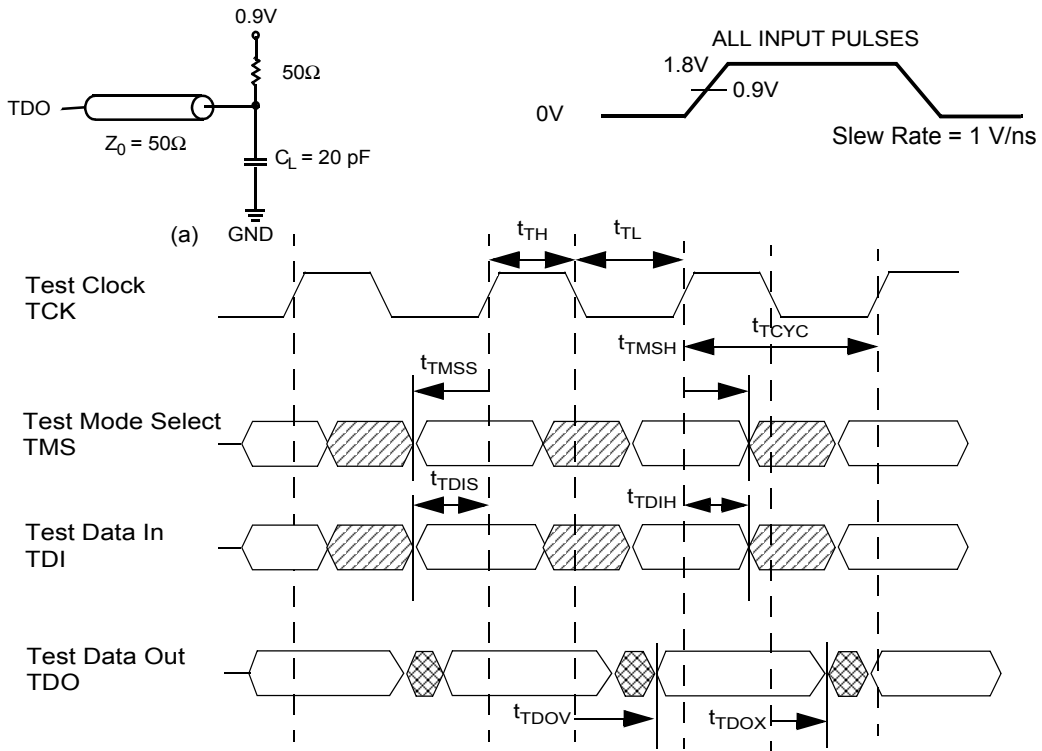 0.9V
50Ω
TDO
Z0 = 50Ω
CL = 20 pF
(a) GND
ALL INPUT PULSES
1.8V
0.9V
0V
Slew Rate = 1 V/ns
tTH tTL
Test Clock
TCK
tTCYC
tTMSH
tTMSS
Test Mode Select
TMS
tTDIS tTDIH
Test Data In
TDI
Test Data Out
TDO
tTDOV tTDOX